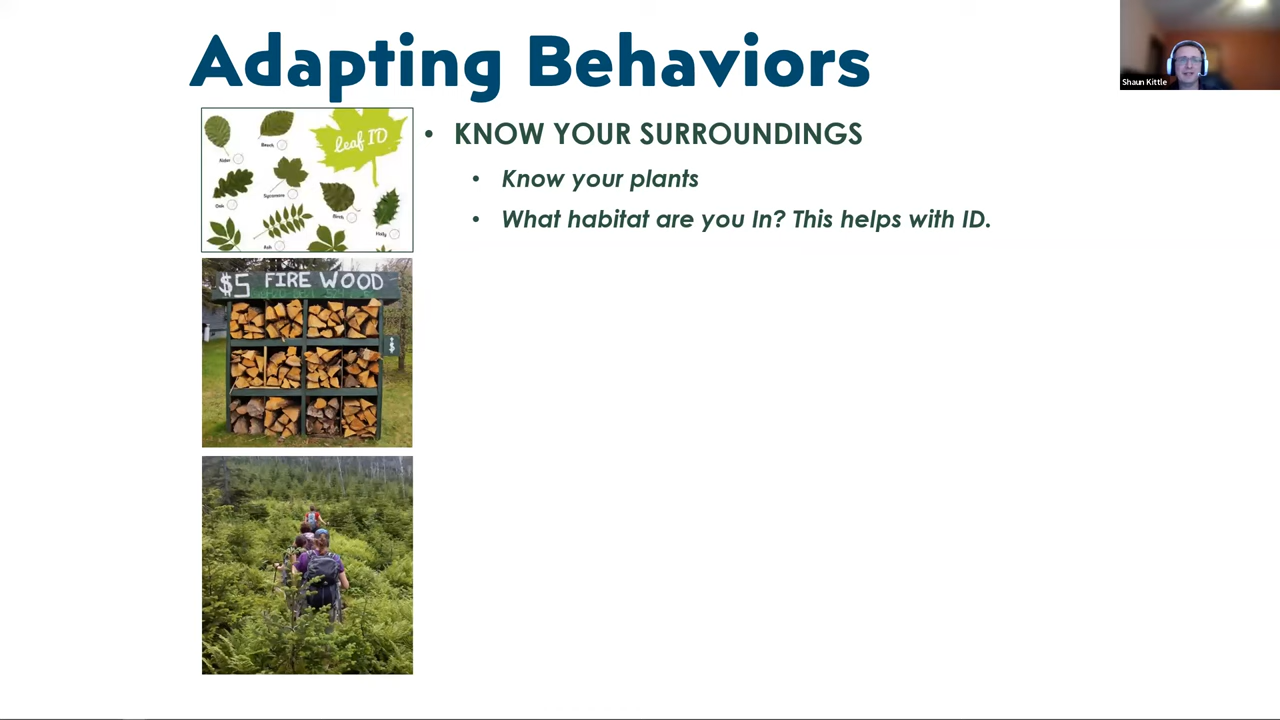 Adapting Behaviors
Shaun Kittle
leaf ID
Alder
Beech
Oak
Sycamore
Birch
Holly
Ash
• KNOW YOUR SURROUNDINGS
• Know your plants
• What habitat are you In? This helps with ID.
$5 FIRE WOOD